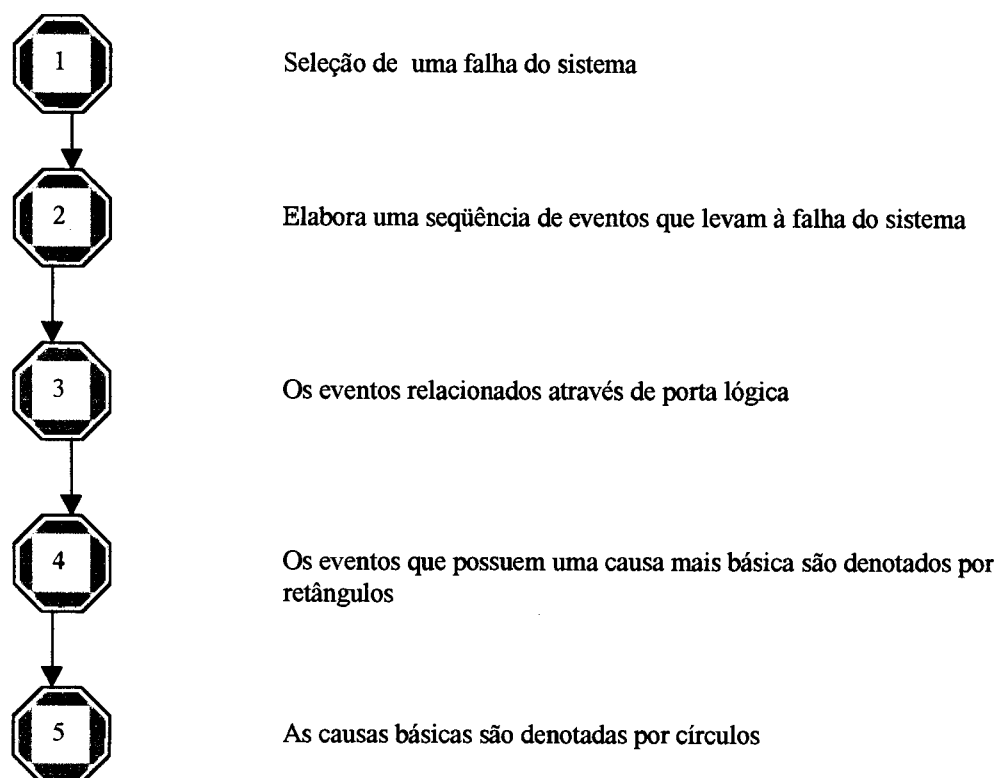 1
Seleção de uma falha do sistema
2
Elabora uma seqüência de eventos que levam à falha do sistema
3
Os eventos relacionados através de porta lógica
4
Os eventos que possuem uma causa mais básica são denotados por
retângulos
5
As causas básicas são denotadas por círculos